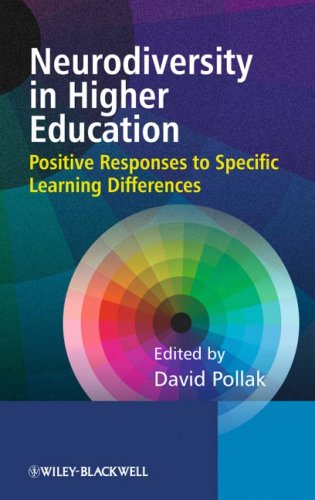 Neurodiversity
in Higher
Education
Positive Responses to Specific
Learning Differences
Edited by
David Pollak
WILEY-BLACKWELL